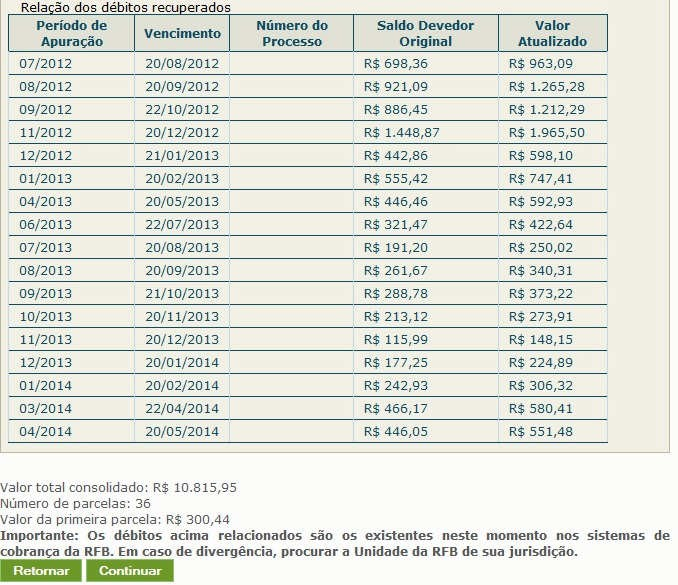 Relação dos débitos recuperados
Período de Apuração Vencimento Número do Processo Saldo Devedor Original Valor Atualizado
07/2012 20/08/2012 R$ 698,36 R$ 963,09
08/2012 20/09/2012 R$ 921,09 R$ 1.265,28
09/2012 22/10/2012 R$ 886,45 R$ 1.212,29
11/2012 20/12/2012 R$ 1.448,87 R$ 1.965,50
12/2012 21/01/2013 R$ 442,86 R$ 598,10
01/2013 20/02/2013 R$ 555,42 R$ 747,41
04/2013 20/05/2013 R$ 446,46 R$ 592,93
06/2013 22/07/2013 R$ 321,47 R$ 422,64
07/2013 20/08/2013 R$ 191,20 R$ 250,02
08/2013 20/09/2013 R$ 261,67 R$ 340,31
09/2013 21/10/2013 R$ 288,78 R$ 373,22
10/2013 20/11/2013 R$ 213,12 R$ 273,91
11/2013 20/12/2013 R$ 115,99 R$ 148,15
12/2013 20/01/2014 R$ 177,25 R$ 224,89
01/2014 20/02/2014 R$ 242,93 R$ 306,32
03/2014 22/04/2014 R$ 466,17 R$ 580,41
04/2014 20/05/2014 R$ 446,05 R$ 551,48
Valor total consolidado: R$ 10.815,95
Número de parcelas: 36
Valor da primeira parcela: R$ 300,44
Importante: Os débitos acima relacionados são os existentes neste momento nos sistemas de
cobrança da RFB. Em caso de divergência, procurar a Unidade da RFB de sua jurisdição.
Retornar Continuar